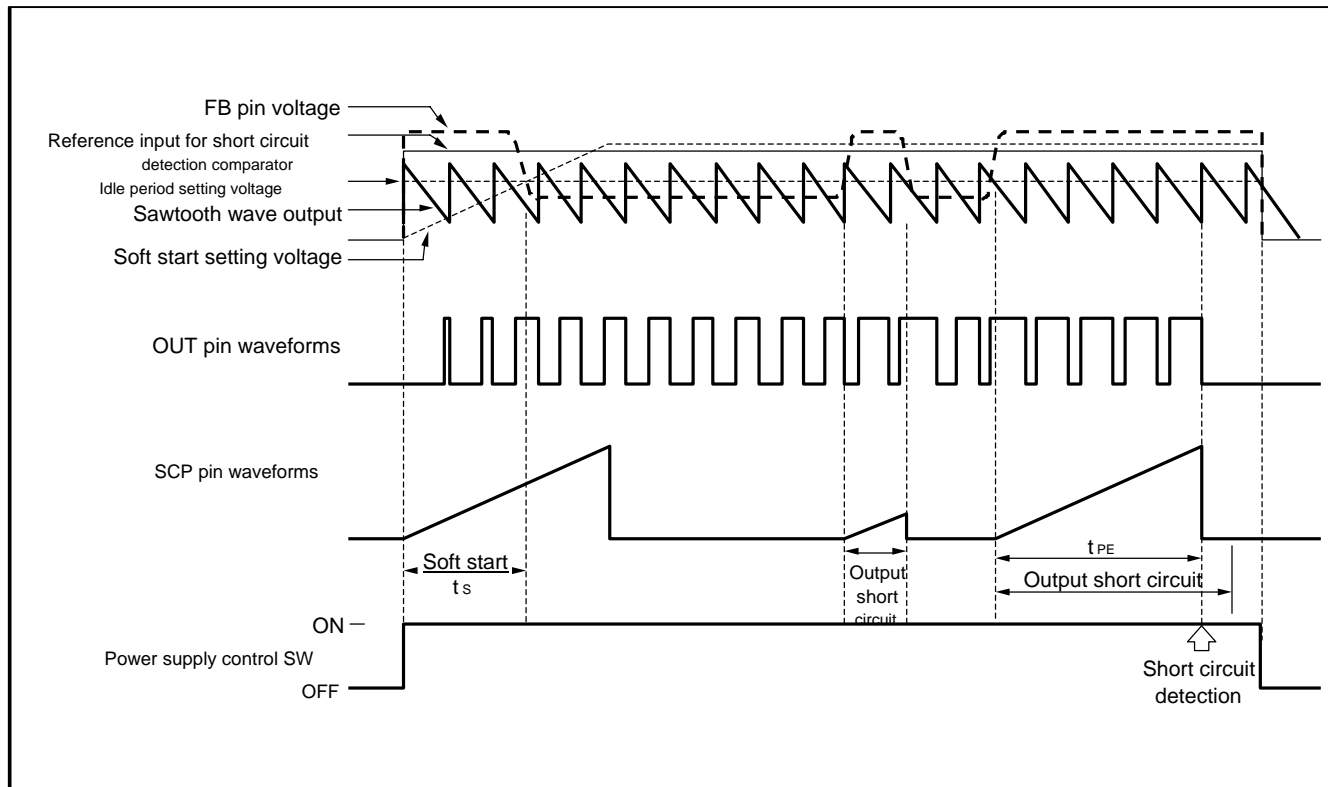 FB pin voltage
Reference input for short circuit
detection comparator
Idle period setting voltage
Sawtooth wave output
Soft start setting voltage
OUT pin waveforms
SCP pin waveforms
Soft start
t S
Output
short
circuit
t PE
Output short circuit
ON
Power supply control SW
OFF
Short circuit
detection